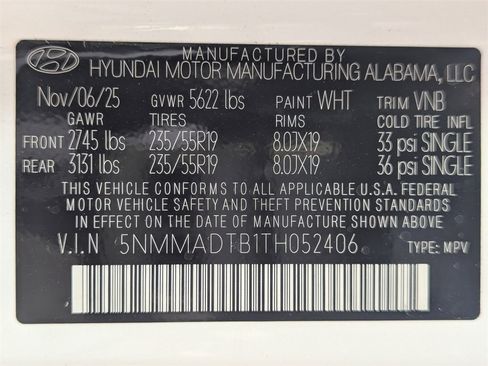 MANUFACTURED BY
HYUNDAI MOTOR MANUFACTURING ALABAMA, LLC
Nov/06/25 GVWR 5622 lbs PAINT WHT TRIM VNB
GAWR TIRES RIMS COLD TIRE INFL
FRONT 2745 lbs 235/55R19 8.0JX19 33 psi SINGLE
REAR 3131 lbs 235/55R19 8.0JX19 36 psi SINGLE
THIS VEHICLE CONFORMS TO ALL APPLICABLE U.S.A. FEDERAL
MOTOR VEHICLE SAFETY AND THEFT PREVENTION STANDARDS
IN EFFECT ON THE DATE OF MANUFACTURE SHOWN ABOVE.
V.I.N 5NMMADTB1TH052406 TYPE: MPV